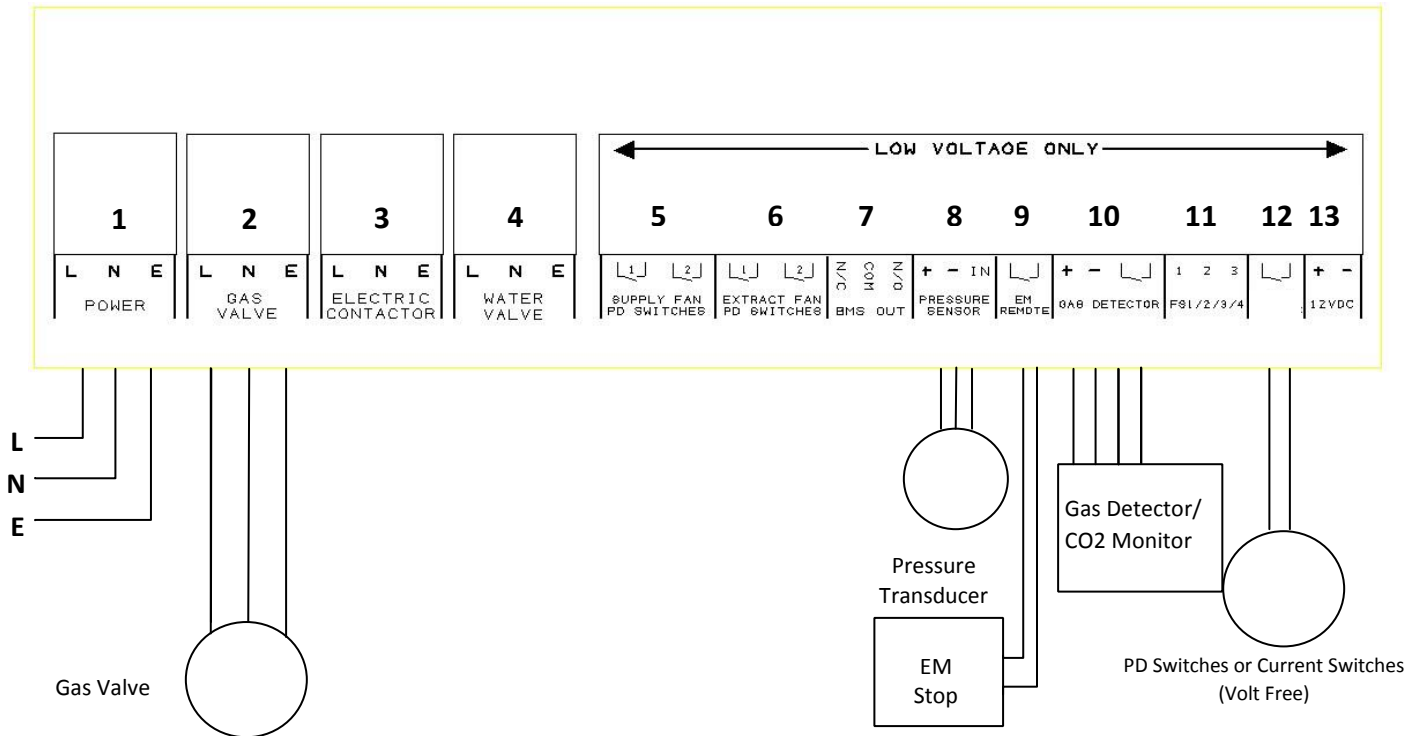 LOW VOLTAGE ONLY
1 2 3 4 5 6 7 8 9 10 11 12 13
L N E
POWER
L N E
GAS
VALVE
L N E
ELECTRIC
CONTACTOR
L N E
WATER
VALVE
1 2
SUPPLY FAN
PD SWITCHES
1 2
EXTRACT FAN
PD SWITCHES
N/C COM N/O
BMS OUT
+ - IN
PRESSURE
SENSOR
EM
REMOTE
+ -
GAS DETECTOR
1 2 3
FS1/2/3/4
+ -
12VDC
L
N
E
Gas Valve
Pressure
Transducer
EM
Stop
Gas Detector/
CO2 Monitor
PD Switches or Current Switches
(Volt Free)